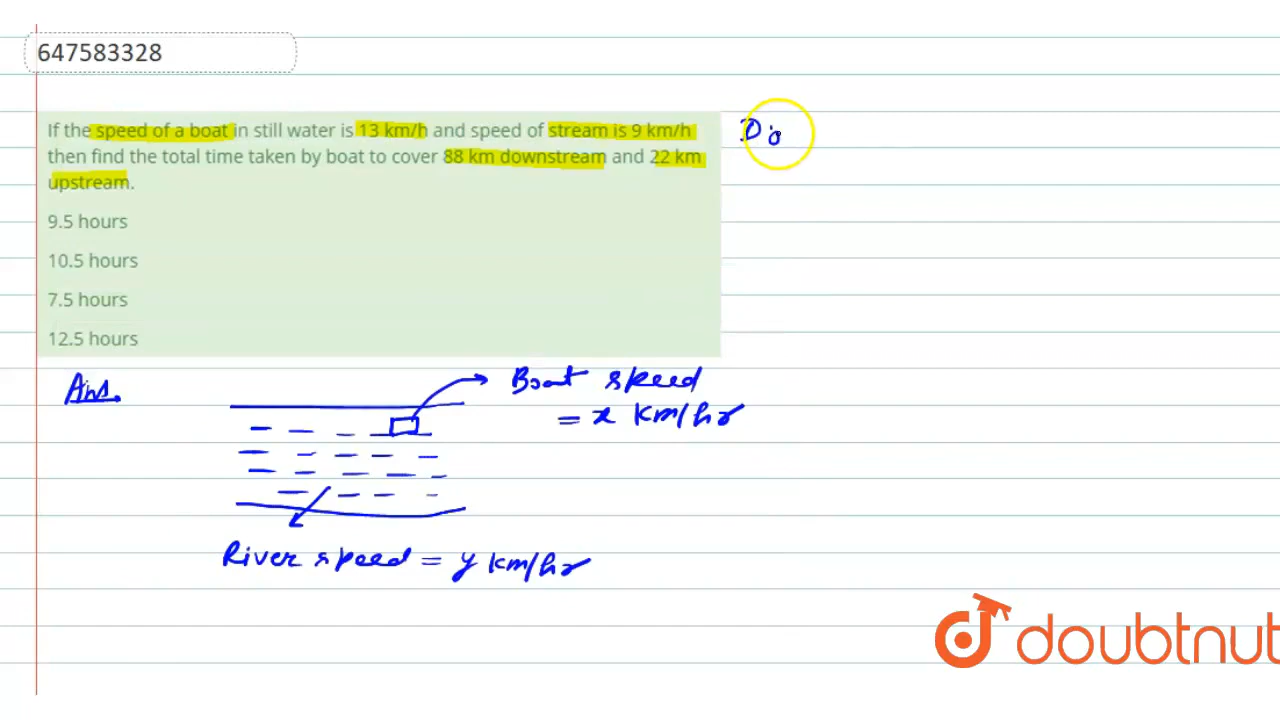 647583328
If the speed of a boat in still water is 13 km/h and speed of stream is 9 km/h
then find the total time taken by boat to cover 88 km downstream and 22 km
upstream.
9.5 hours
10.5 hours
7.5 hours
12.5 hours
Ans.
Boat speed
= x km/hr
River speed = y km/hr
doubtnut